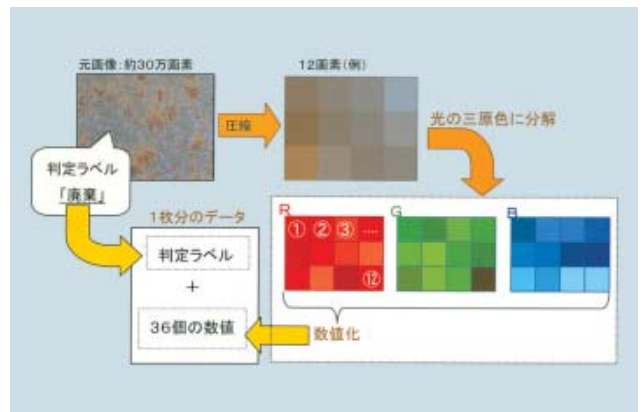 元画像:約30万画素
12画素(例)
圧縮
光の三原色に分解
判定ラベル
「廃棄」
1枚分のデータ
判定ラベル
+
36個の数値
R
① ② ③ ‥‥
⑫
G
B
数値化